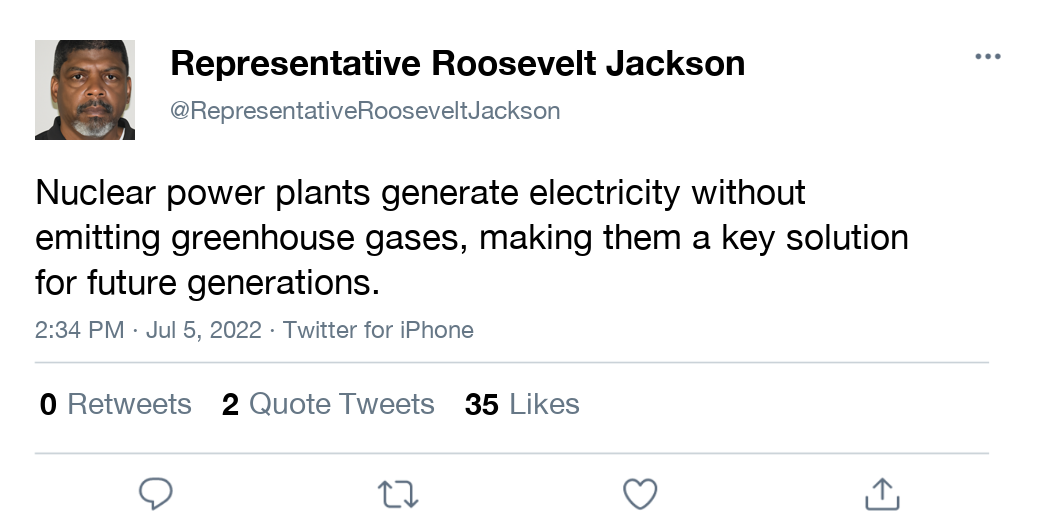 Representative Roosevelt Jackson
@RepresentativeRooseveltJackson
Nuclear power plants generate electricity without
emitting greenhouse gases, making them a key solution
for future generations.
2:34 PM · Jul 5, 2022 · Twitter for iPhone
0 Retweets 2 Quote Tweets 35 Likes